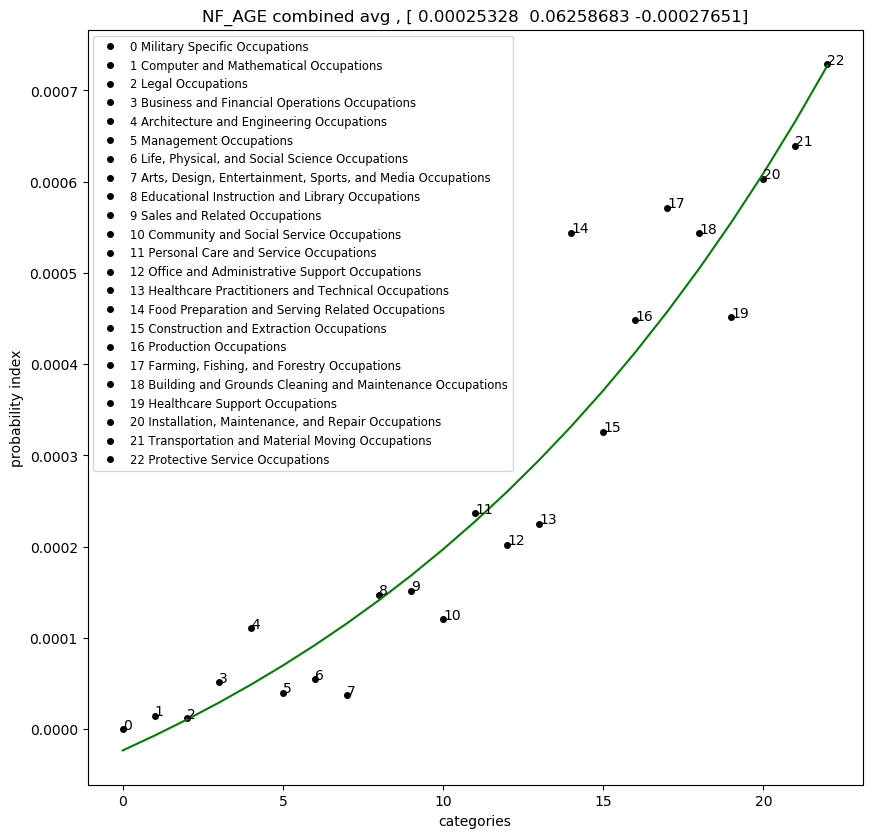 NF_AGE combined avg , [ 0.00025328  0.06258683 -0.00027651]
0 Military Specific Occupations
1 Computer and Mathematical Occupations
2 Legal Occupations
3 Business and Financial Operations Occupations
4 Architecture and Engineering Occupations
5 Management Occupations
6 Life, Physical, and Social Science Occupations
7 Arts, Design, Entertainment, Sports, and Media Occupations
8 Educational Instruction and Library Occupations
9 Sales and Related Occupations
10 Community and Social Service Occupations
11 Personal Care and Service Occupations
12 Office and Administrative Support Occupations
13 Healthcare Practitioners and Technical Occupations
14 Food Preparation and Serving Related Occupations
15 Construction and Extraction Occupations
16 Production Occupations
17 Farming, Fishing, and Forestry Occupations
18 Building and Grounds Cleaning and Maintenance Occupations
19 Healthcare Support Occupations
20 Installation, Maintenance, and Repair Occupations
21 Transportation and Material Moving Occupations
22 Protective Service Occupations
probability index
0.0007
0.0006
0.0005
0.0004
0.0003
0.0002
0.0001
0.0000
0
1
2
3
4
5
6
7
8
9
10
11
12
13
14
15
16
17
18
19
20
21
22
0
5
10
15
20
categories